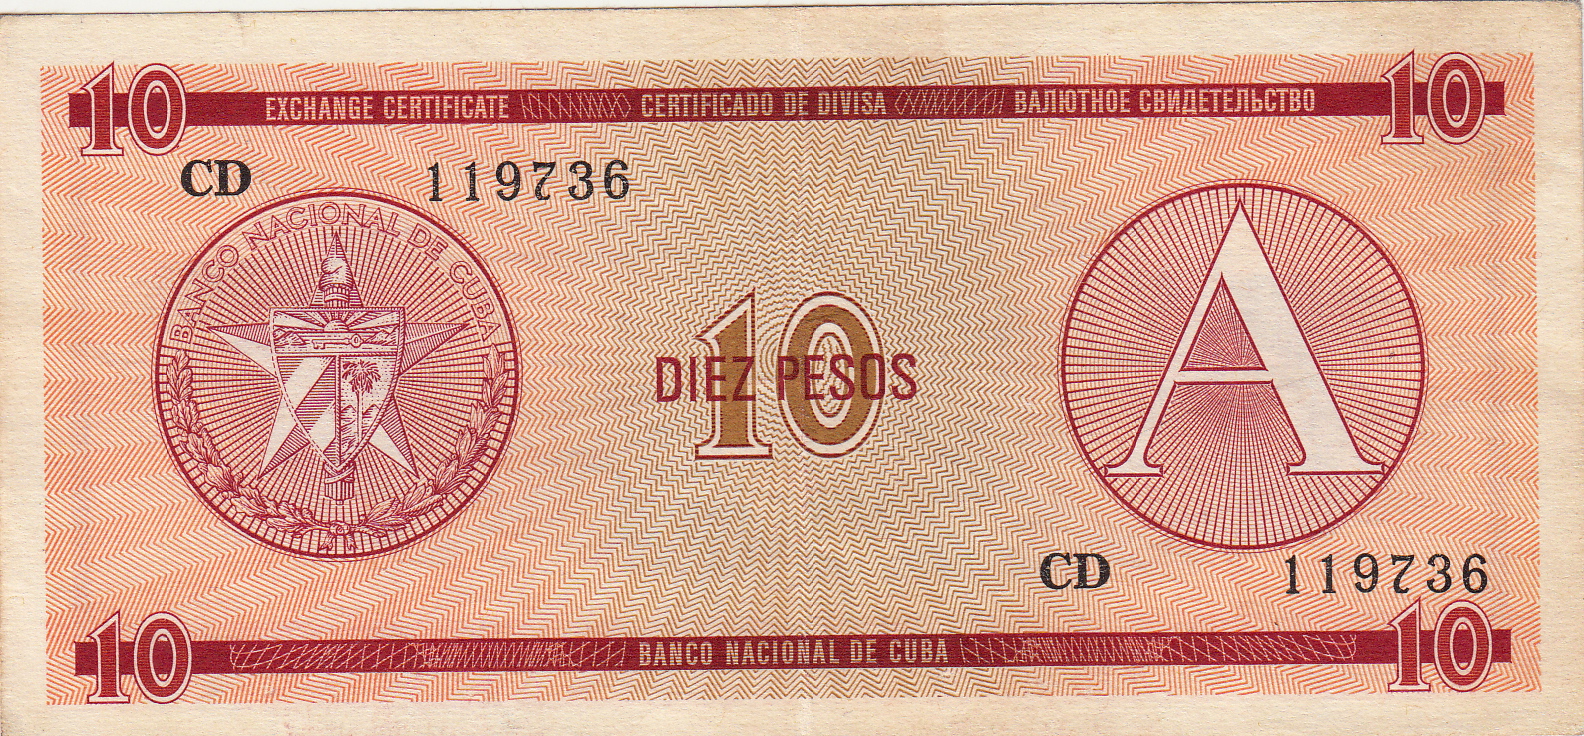 10 EXCHANGE CERTIFICATE CERTIFICADO DE DIVISA ВАЛЮТНОЕ СВИДЕТЕЛЬСТВО 10
CD 119736
BANCO NACIONAL DE CUBA
10
DIEZ PESOS
A
CD 119736
10 BANCO NACIONAL DE CUBA 10